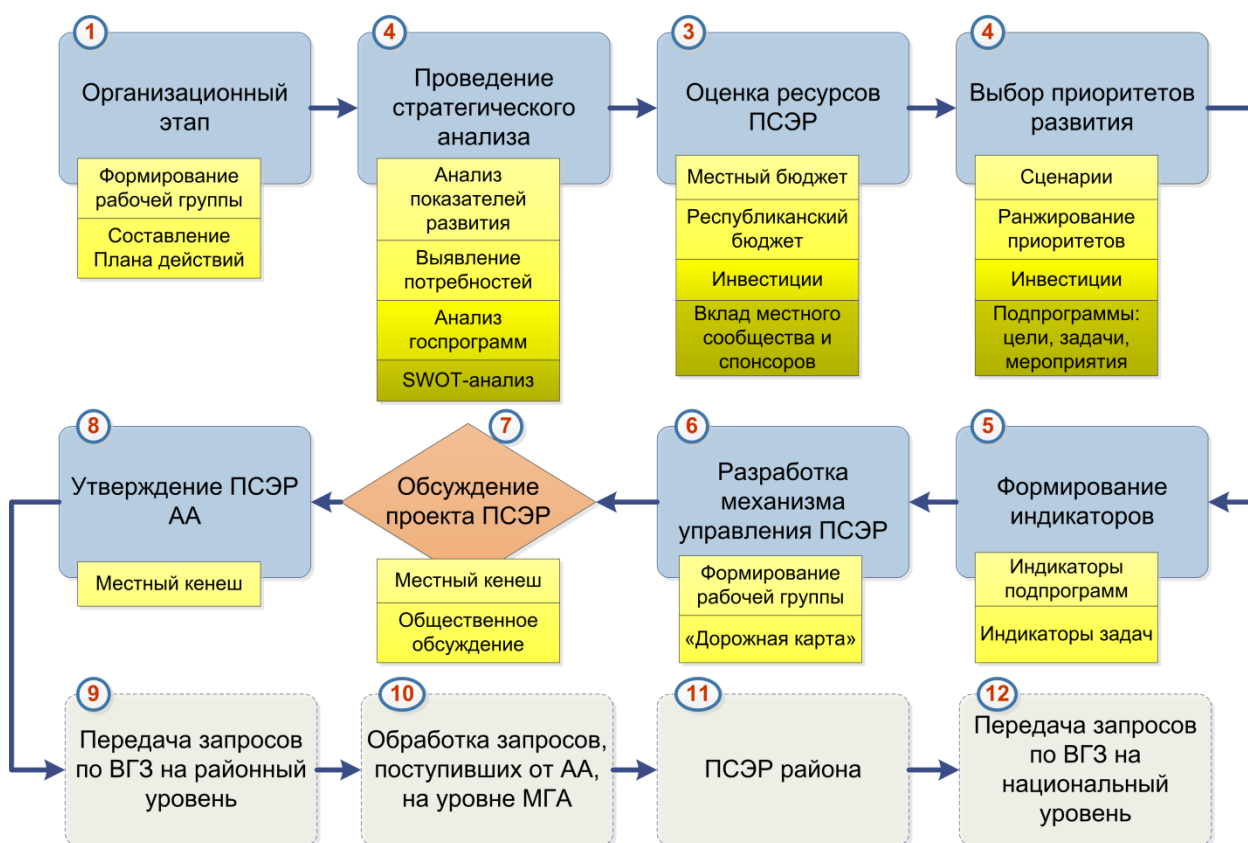 1
Организационный
этап
Формирование
рабочей группы
Составление
Плана действий
4
Проведение
стратегического
анализа
Анализ
показателей
развития
Выявление
потребностей
Анализ
госпрограмм
SWOT-анализ
3
Оценка ресурсов
ПСЭР
Местный бюджет
Республиканский
бюджет
Инвестиции
Вклад местного
сообщества и
спонсоров
4
Выбор приоритетов
развития
Сценарии
Ранжирование
приоритетов
Инвестиции
Подпрограммы:
цели, задачи,
мероприятия
5
Формирование
индикаторов
Индикаторы
подпрограмм
Индикаторы задач
6
Разработка
механизма
управления ПСЭР
Формирование
рабочей группы
«Дорожная карта»
7
Обсуждение
проекта ПСЭР
Местный кенеш
Общественное
обсуждение
8
Утверждение ПСЭР
АА
Местный кенеш
9
Передача запросов
по ВГЗ на районный
уровень
10
Обработка запросов,
поступивших от АА,
на уровне МГА
11
ПСЭР района
12
Передача запросов
по ВГЗ на
национальный
уровень